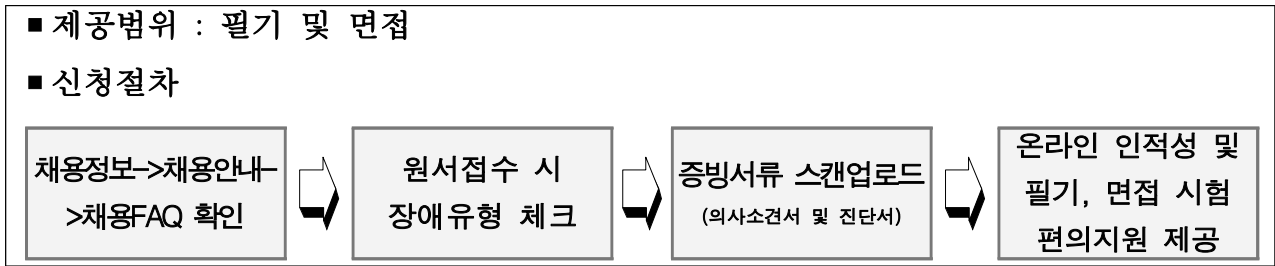 ■ 제공범위 : 필기 및 면접
■ 신청절차
채용정보->채용안내-
>채용FAQ 확인
원서접수 시
장애유형 체크
증빙서류 스캔업로드
(의사소견서 및 진단서)
온라인 인적성 및
필기, 면접 시험
편의지원 제공